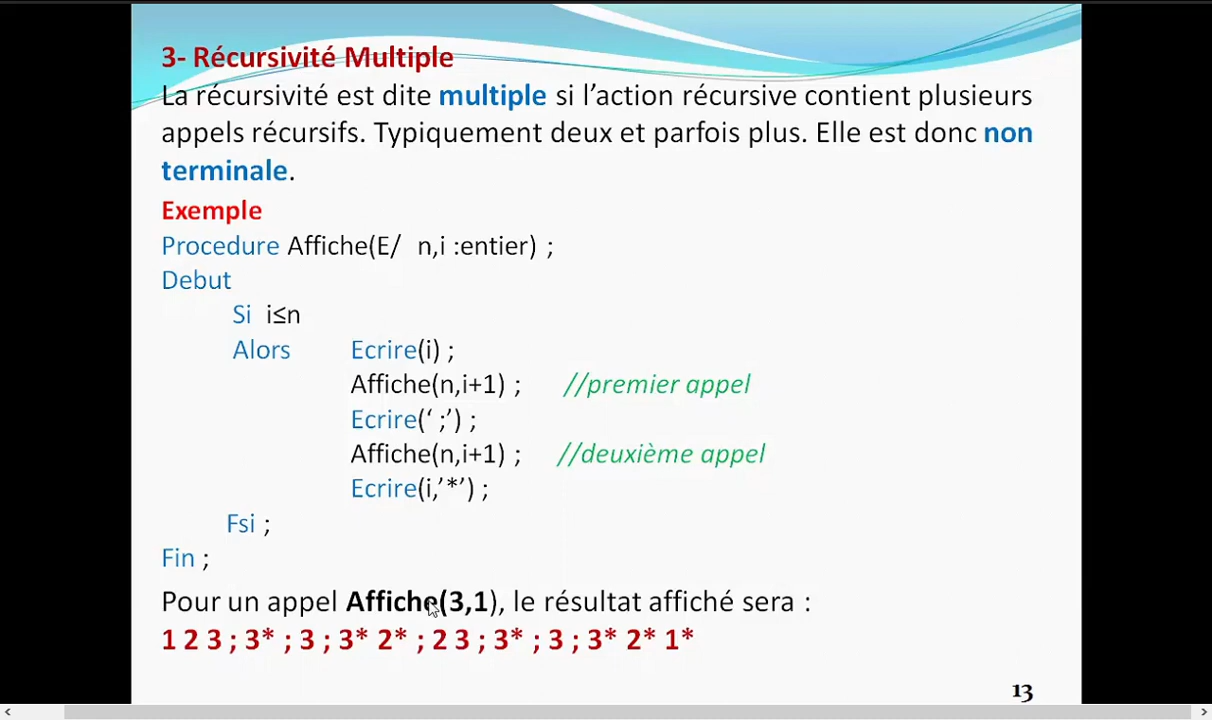 3- Récursivité Multiple
La récursivité est dite multiple si l’action récursive contient plusieurs
appels récursifs. Typiquement deux et parfois plus. Elle est donc non
terminale.
Exemple
Procedure Affiche(E/ n,i :entier) ;
Debut
Si i≤n
Alors Ecrire(i) ;
Affiche(n,i+1) ; //premier appel
Ecrire(‘ ;’) ;
Affiche(n,i+1) ; //deuxième appel
Ecrire(i,’*’) ;
Fsi ;
Fin ;
Pour un appel Affiche(3,1), le résultat affiché sera :
1 2 3 ; 3* ; 3 ; 3* 2* ; 2 3 ; 3* ; 3 ; 3* 2* 1*
13